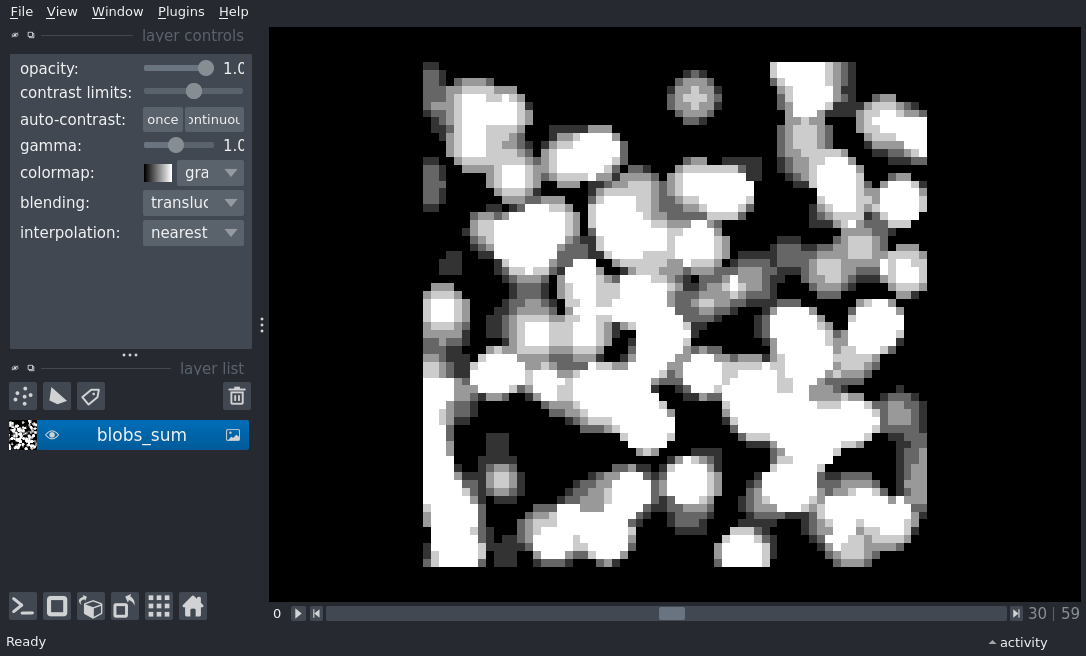 File View Window Plugins Help
layer controls
opacity: 1.0
contrast limits:
auto-contrast: once ontinuou
gamma: 1.0
colormap: gra
blending: transluc
interpolation: nearest
layer list
blobs_sum
0 30 | 59
Ready activity